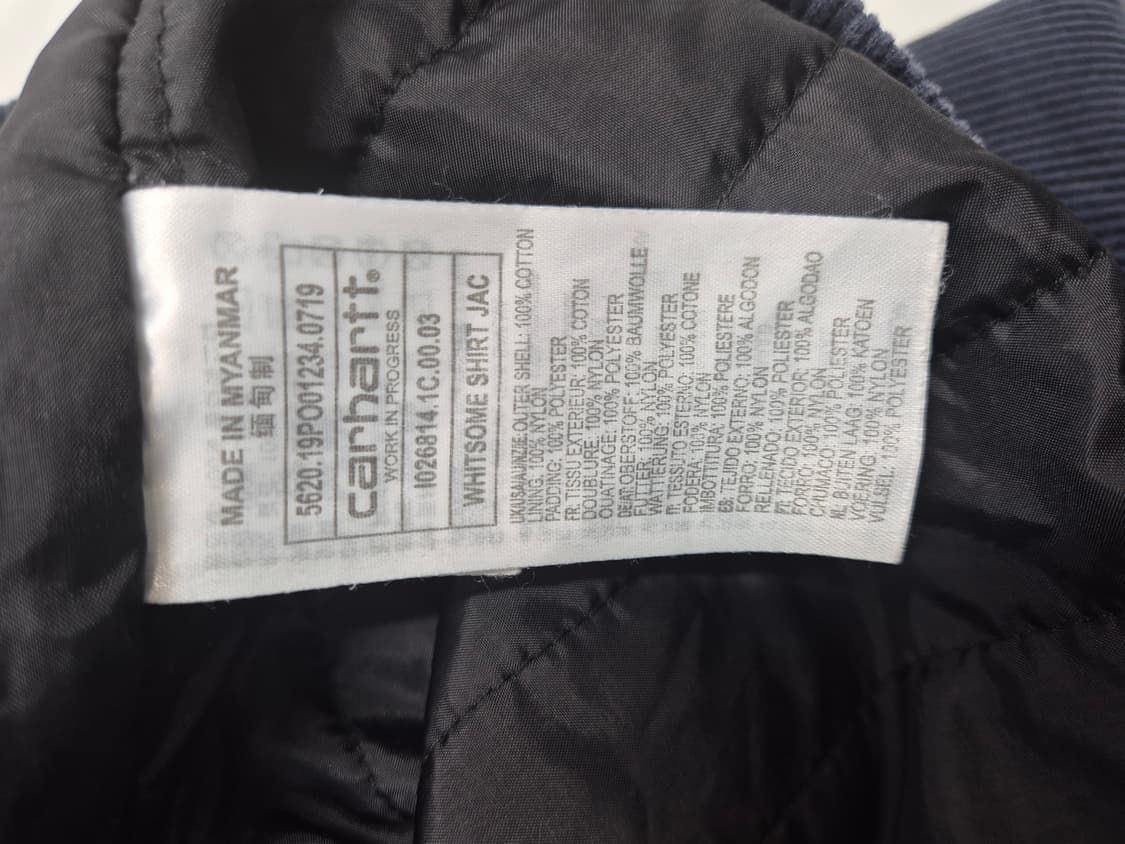 MADE IN MYANMAR
缅甸制
5620.19PO01234.0719
carhartt®
WORK IN PROGRESS
I026814.1C.00.03
WHITSOME SHIRT JAC
OUTER SHELL: 100% COTTON
LINING: 100% NYLON
PADDING: 100% POLYESTER
FR: TISSU EXTERIEUR: 100% COTON
DOUBLURE: 100% NYLON
OUATINAGE: 100% POLYESTER
OBERSTOFF: 100% BAUMWOLLE
FUTTER: 100% NYLON
WATTIERUNG: 100% POLYESTER
IT: TESSUTO ESTERNO: 100% COTONE
FODERA: 100% NYLON
IMBOTTITURA: 100% POLIESTERE
ES: TEJIDO EXTERNO: 100% ALGODON
FORRO: 100% NYLON
RELLENADO: 100% POLIESTER
PT: TECIDO EXTERIOR: 100% ALGODAO
FORRO: 100% NYLON
CHUMACO: 100% POLIESTER
NL: BUITEN LAAG: 100% KATOEN
VOERING: 100% NYLON
VULSEL: 100% POLYESTER